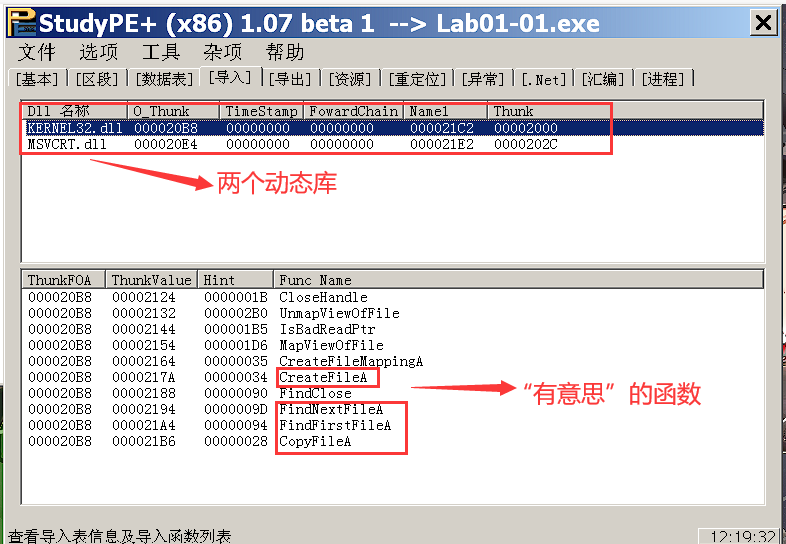 StudyPE+ (x86) 1.07 beta 1 --> Lab01-01.exe
文件 选项 工具 杂项 帮助
[基本] [区段] [数据表] [导入] [导出] [资源] [重定位] [异常] [.Net] [汇编] [进程]
Dll 名称 O_Thunk TimeStamp FowardChain Name1 Thunk
KERNEL32.dll 000020B8 00000000 00000000 000021C2 00002000
MSVCRT.dll 000020E4 00000000 00000000 000021E2 0000202C
两个动态库
ThunkFOA ThunkValue Hint Func Name
000020B8 00002124 0000001B CloseHandle
000020B8 00002132 000002B0 UnmapViewOfFile
000020B8 00002144 000001B5 IsBadReadPtr
000020B8 00002154 000001D6 MapViewOfFile
000020B8 00002164 00000035 CreateFileMappingA
000020B8 0000217A 00000034 CreateFileA
000020B8 00002188 00000090 FindClose
000020B8 00002194 0000009D FindNextFileA
000020B8 000021A4 00000094 FindFirstFileA
000020B8 000021B6 00000028 CopyFileA
“有意思”的函数
查看导入表信息及导入函数列表 12:19:32